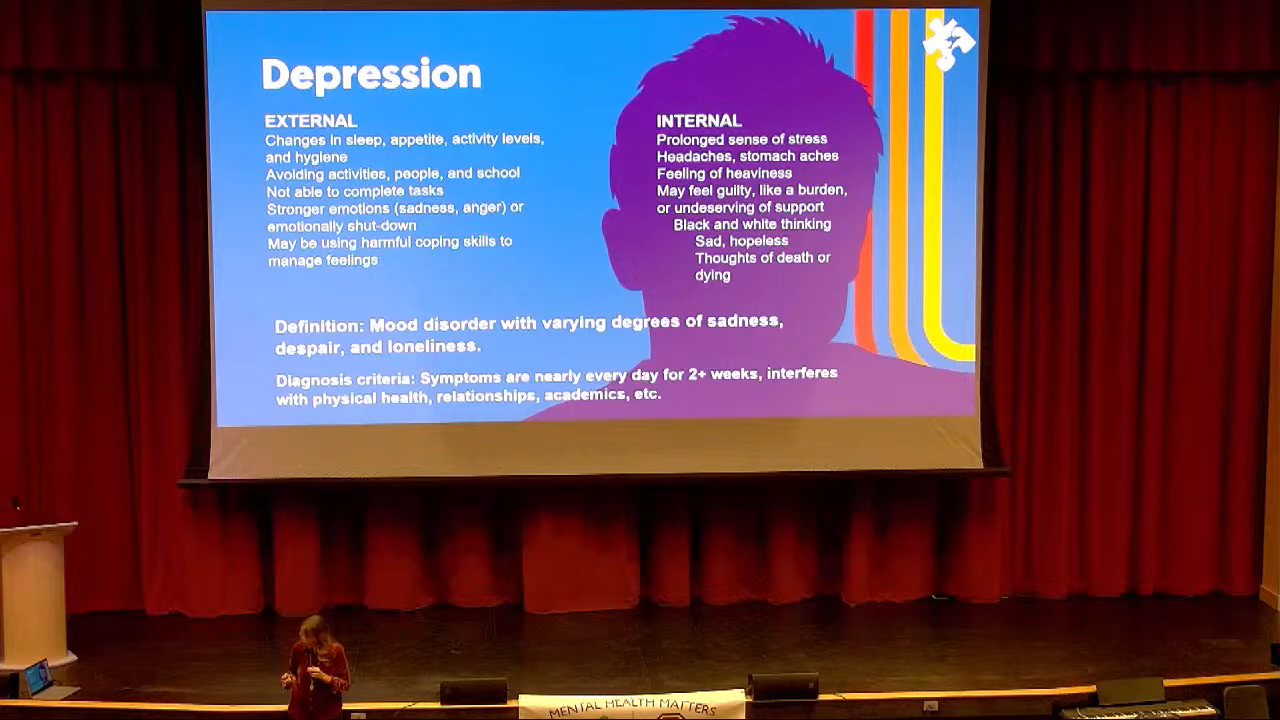 Depression
EXTERNAL
Changes in sleep, appetite, activity levels,
and hygiene
Avoiding activities, people, and school
Not able to complete tasks
Stronger emotions (sadness, anger) or
emotionally shut-down
May be using harmful coping skills to
manage feelings
INTERNAL
Prolonged sense of stress
Headaches, stomach aches
Feeling of heaviness
May feel guilty, like a burden,
or undeserving of support
Black and white thinking
Sad, hopeless
Thoughts of death or
dying
Definition: Mood disorder with varying degrees of sadness,
despair, and loneliness.
Diagnosis criteria: Symptoms are nearly every day for 2+ weeks, interferes
with physical health, relationships, academics, etc.
MENTAL HEALTH MATTERS